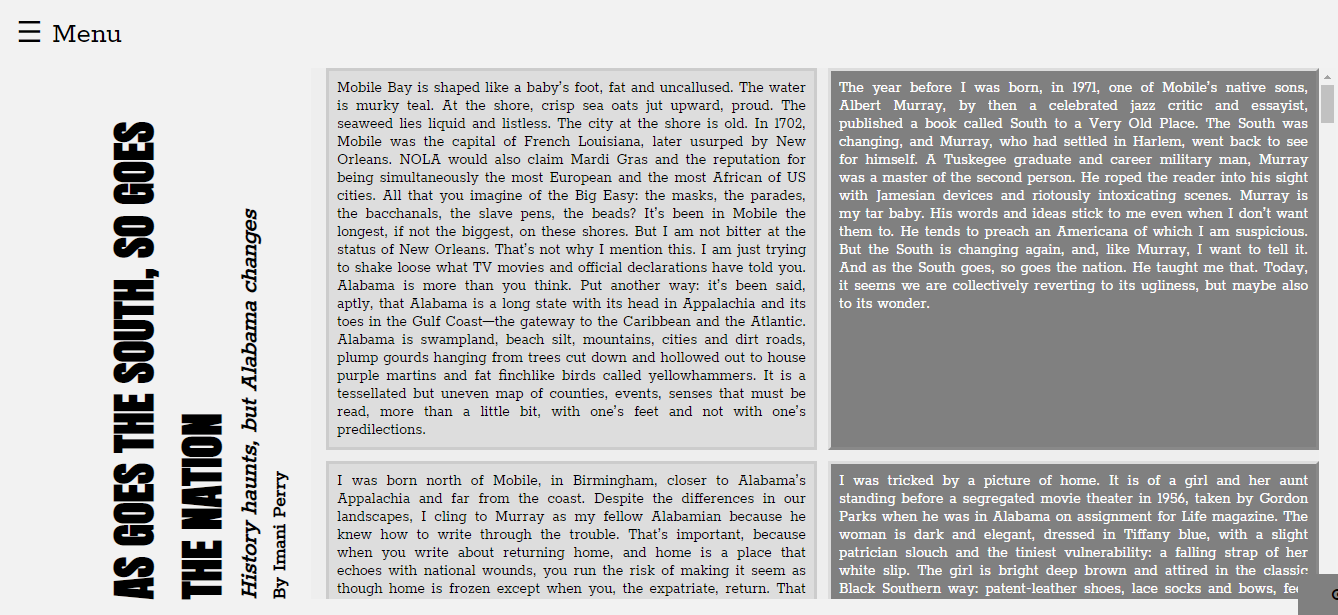 ☰ Menu
AS GOES THE SOUTH, SO GOES
THE NATION
History haunts, but Alabama changes
By Imani Perry
Mobile Bay is shaped like a baby’s foot, fat and uncallused. The water
is murky teal. At the shore, crisp sea oats jut upward, proud. The
seaweed lies liquid and listless. The city at the shore is old. In 1702,
Mobile was the capital of French Louisiana, later usurped by New
Orleans. NOLA would also claim Mardi Gras and the reputation for
being simultaneously the most European and the most African of US
cities. All that you imagine of the Big Easy: the masks, the parades,
the bacchanals, the slave pens, the beads? It’s been in Mobile the
longest, if not the biggest, on these shores. But I am not bitter at the
status of New Orleans. That’s not why I mention this. I am just trying
to shake loose what TV movies and official declarations have told you.
Alabama is more than you think. Put another way: it’s been said,
aptly, that Alabama is a long state with its head in Appalachia and its
toes in the Gulf Coast—the gateway to the Caribbean and the Atlantic.
Alabama is swampland, beach silt, mountains, cities and dirt roads,
plump gourds hanging from trees cut down and hollowed out to house
purple martins and fat finchlike birds called yellowhammers. It is a
tessellated but uneven map of counties, events, senses that must be
read, more than a little bit, with one’s feet and not with one’s
predilections.
The year before I was born, in 1971, one of Mobile’s native sons,
Albert Murray, by then a celebrated jazz critic and essayist,
published a book called South to a Very Old Place. The South was
changing, and Murray, who had settled in Harlem, went back to see
for himself. A Tuskegee graduate and career military man, Murray
was a master of the second person. He roped the reader into his sight
with Jamesian devices and riotously intoxicating scenes. Murray is
my tar baby. His words and ideas stick to me even when I don’t want
them to. He tends to preach an Americana of which I am suspicious.
But the South is changing again, and, like Murray, I want to tell it.
And as the South goes, so goes the nation. He taught me that. Today,
it seems we are collectively reverting to its ugliness, but maybe also
to its wonder.
I was born north of Mobile, in Birmingham, closer to Alabama’s
Appalachia and far from the coast. Despite the differences in our
landscapes, I cling to Murray as my fellow Alabamian because he
knew how to write through the trouble. That’s important, because
when you write about returning home, and home is a place that
echoes with national wounds, you run the risk of making it seem as
though home is frozen except when you, the expatriate, return. That
I was tricked by a picture of home. It is of a girl and her aunt
standing before a segregated movie theater in 1956, taken by Gordon
Parks when he was in Alabama on assignment for Life magazine. The
woman is dark and elegant, dressed in Tiffany blue, with a slight
patrician slouch and the tiniest vulnerability: a falling strap of her
white slip. The girl is bright deep brown and attired in the classic
Black Southern way: patent-leather shoes, lace socks and bows,